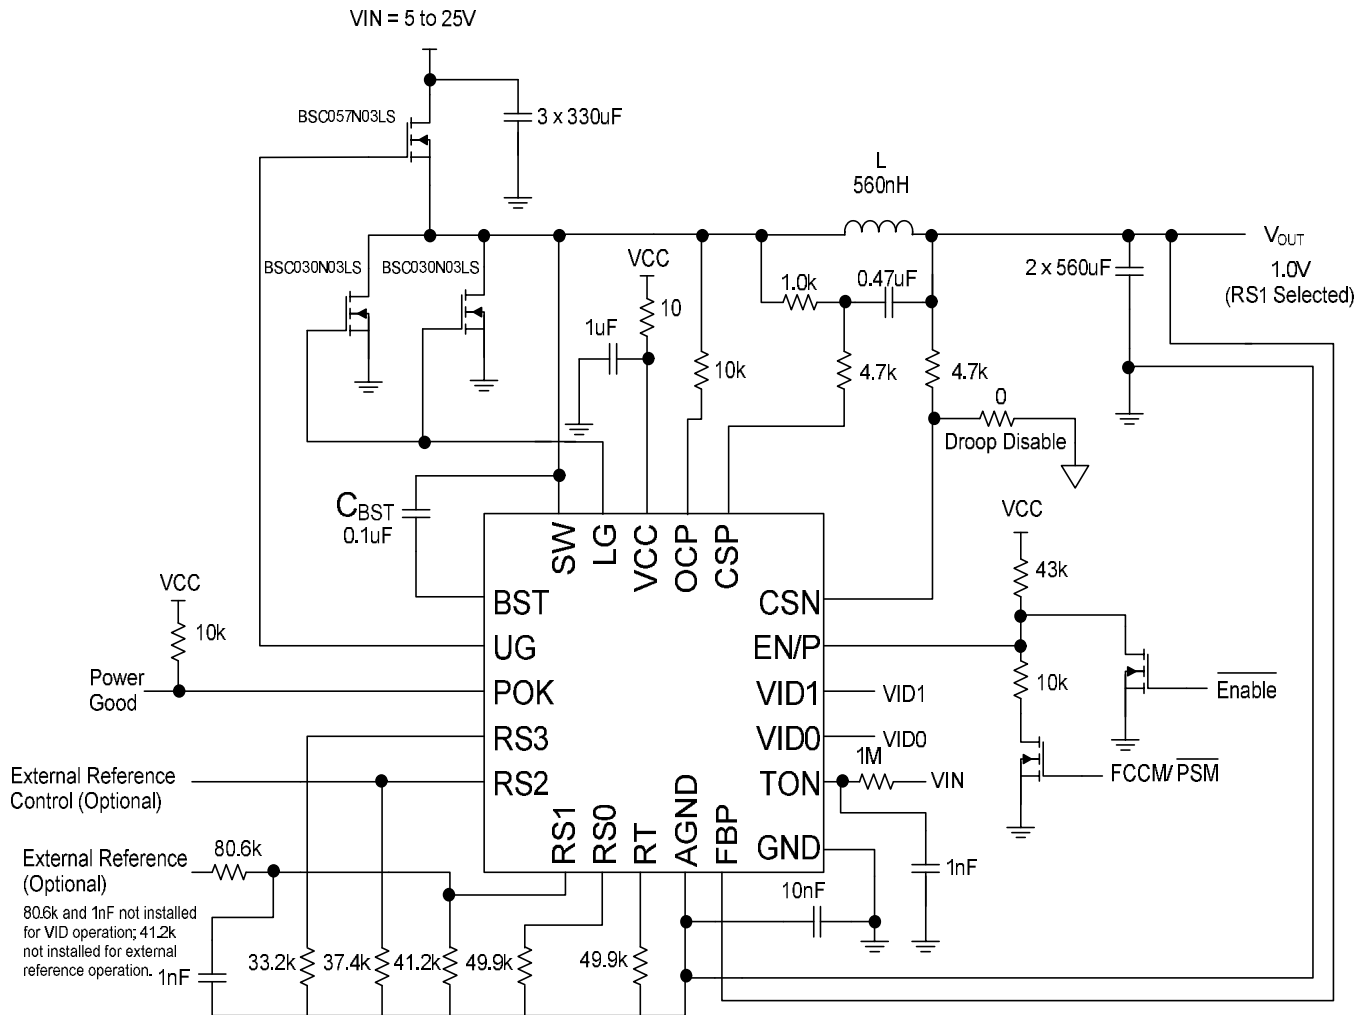 VIN = 5 to 25V
BSC057N03LS
3 x 330uF
L
560nH
BSC030N03LS
BSC030N03LS
VCC
10
1uF
10k
1.0k
0.47uF
4.7k
4.7k
2 x 560uF
VOUT
1.0V
(RS1 Selected)
0
Droop Disable
CBST
0.1uF
SW
LG
VCC
OCP
CSP
VCC
43k
VCC
10k
BST
CSN
UG
EN/P
10k
Enable
Power
Good
POK
VID1
VID1
RS3
VID0
VID0
1M
FCCM/PSM
External Reference
Control (Optional)
RS2
TON
VIN
RS1
RS0
RT
AGND
FBP
GND
1nF
External Reference
(Optional)
80.6k
10nF
80.6k and 1nF not installed
for VID operation; 41.2k
not installed for external
reference operation.
1nF
33.2k
37.4k
41.2k
49.9k
49.9k